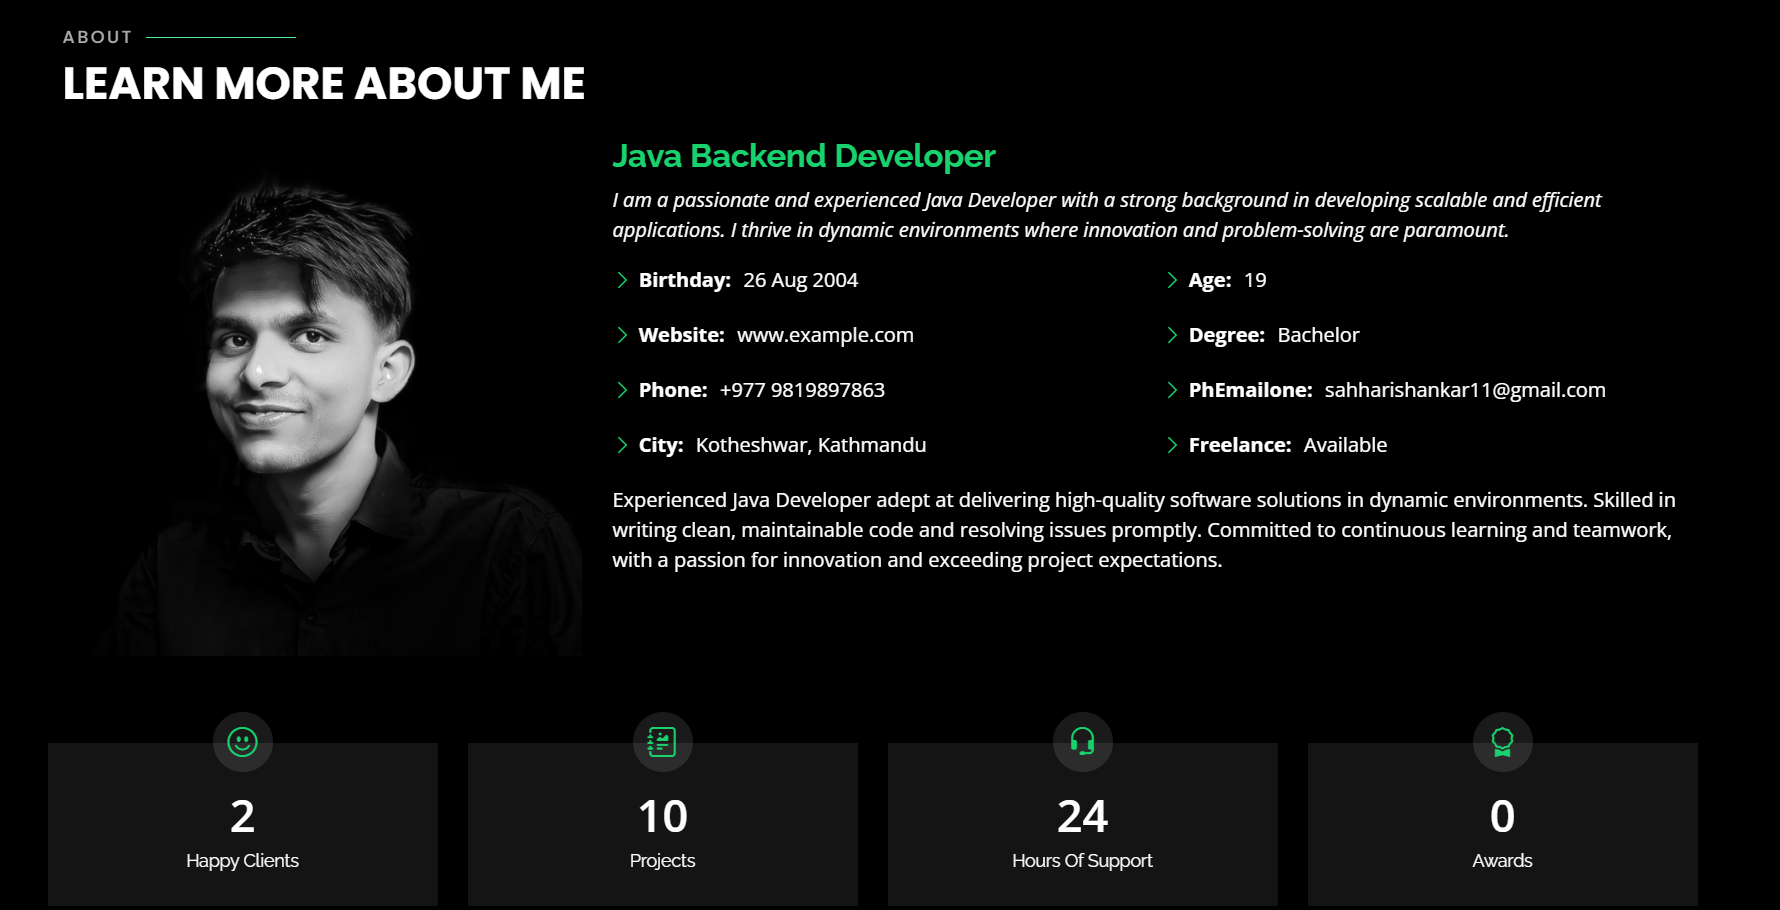 ABOUT
LEARN MORE ABOUT ME
Java Backend Developer
I am a passionate and experienced Java Developer with a strong background in developing scalable and efficient
applications. I thrive in dynamic environments where innovation and problem-solving are paramount.
Birthday: 26 Aug 2004
Age: 19
Website: www.example.com
Degree: Bachelor
Phone: +977 9819897863
PhEmailone: sahharishankar11@gmail.com
City: Kotheshwar, Kathmandu
Freelance: Available
Experienced Java Developer adept at delivering high-quality software solutions in dynamic environments. Skilled in
writing clean, maintainable code and resolving issues promptly. Committed to continuous learning and teamwork,
with a passion for innovation and exceeding project expectations.
2
Happy Clients
10
Projects
24
Hours Of Support
0
Awards